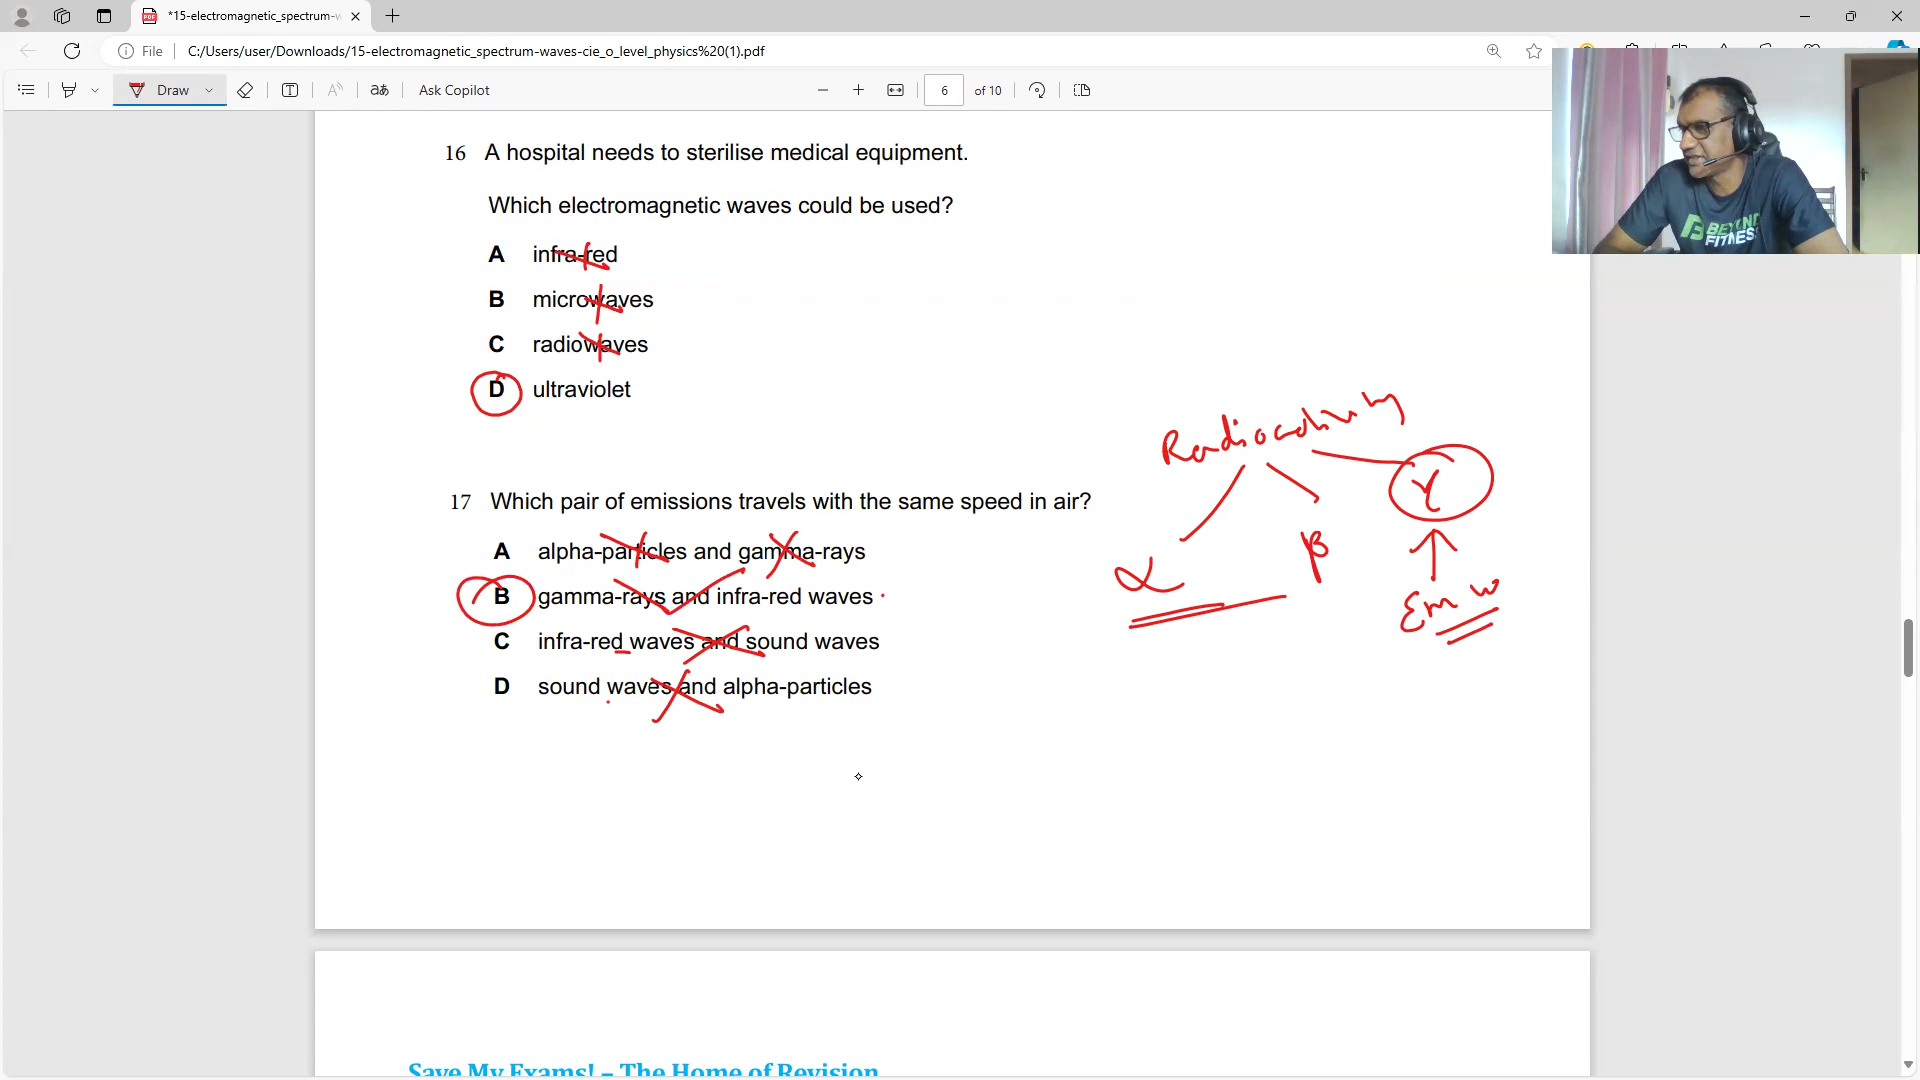 *15-electromagnetic_spectrum-w
File
C:/Users/user/Downloads/15-electromagnetic_spectrum-waves-cie_o_level_physics%20(1).pdf
Draw
Ask Copilot
6
of 10
BEYOND
FITNESS
16 A hospital needs to sterilise medical equipment.
Which electromagnetic waves could be used?
A infra-red
B microwaves
C radiowaves
D ultraviolet
Radioactivity
γ
α
β
Em w
17 Which pair of emissions travels with the same speed in air?
A alpha-particles and gamma-rays
B gamma-rays and infra-red waves
C infra-red waves and sound waves
D sound waves and alpha-particles
Save My Exams! – The Home of Revision